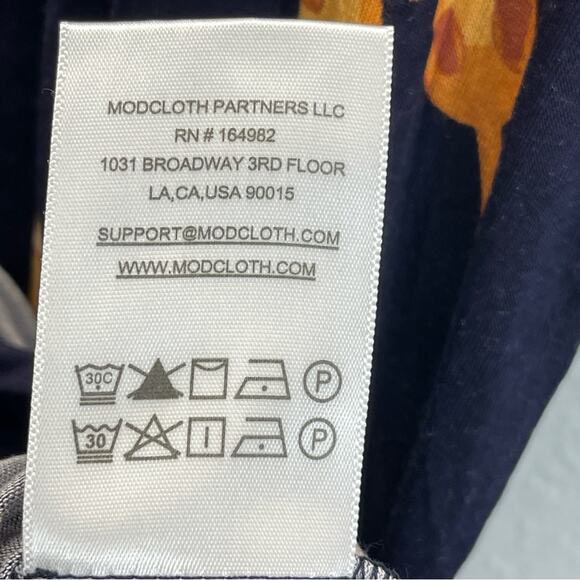 MODCLOTH PARTNERS LLC
RN # 164982
1031 BROADWAY 3RD FLOOR
LA,CA,USA 90015
SUPPORT@MODCLOTH.COM
WWW.MODCLOTH.COM
30C P
30 P